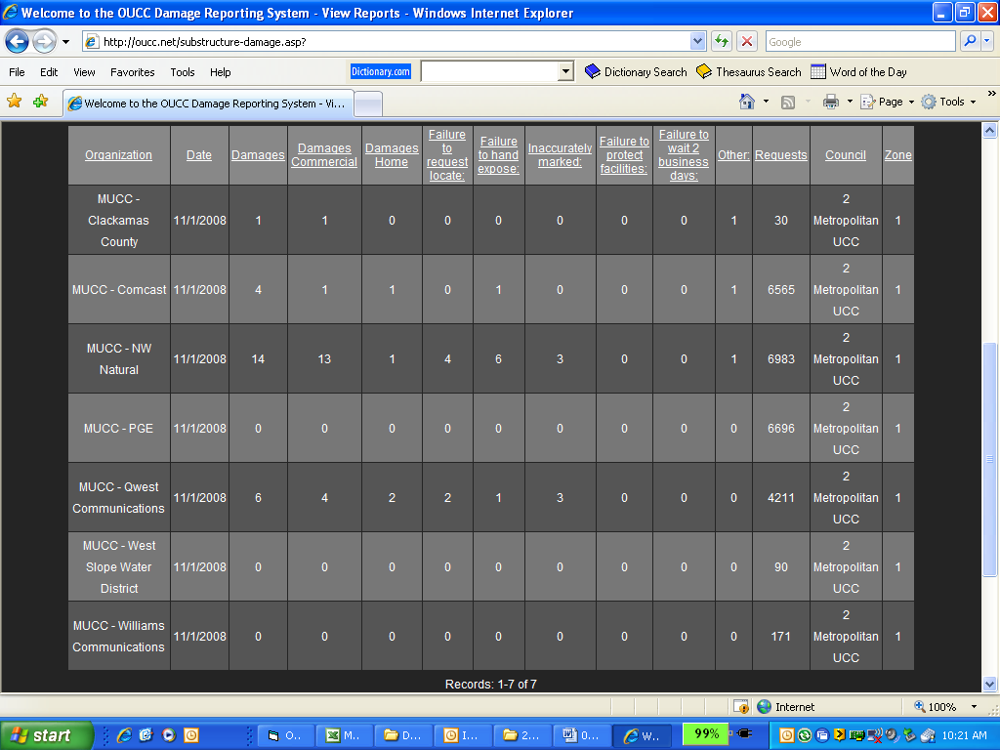 Welcome to the OUCC Damage Reporting System - View Reports - Windows Internet Explorer
http://oucc.net/substructure-damage.asp?
Google
File Edit View Favorites Tools Help
Dictionary.com Dictionary Search Thesaurus Search Word of the Day
Welcome to the OUCC Damage Reporting System - Vi... Page Tools »
Organization Date Damages Damages Commercial Damages Home Failure to request locate: Failure to hand expose: Inaccurately marked: Failure to protect facilities: Failure to wait 2 business days: Other: Requests Council Zone
MUCC - Clackamas County 11/1/2008 1 1 0 0 0 0 0 0 1 30 2 Metropolitan UCC 1
MUCC - Comcast 11/1/2008 4 1 1 0 1 0 0 0 1 6565 2 Metropolitan UCC 1
MUCC - NW Natural 11/1/2008 14 13 1 4 6 3 0 0 1 6983 2 Metropolitan UCC 1
MUCC - PGE 11/1/2008 0 0 0 0 0 0 0 0 0 6696 2 Metropolitan UCC 1
MUCC - Qwest Communications 11/1/2008 6 4 2 2 1 3 0 0 0 4211 2 Metropolitan UCC 1
MUCC - West Slope Water District 11/1/2008 0 0 0 0 0 0 0 0 0 90 2 Metropolitan UCC 1
MUCC - Williams Communications 11/1/2008 0 0 0 0 0 0 0 0 0 171 2 Metropolitan UCC 1
Records: 1-7 of 7
Internet 100%
start O... M... D... I... 2... 0... W... 99% 10:21 AM